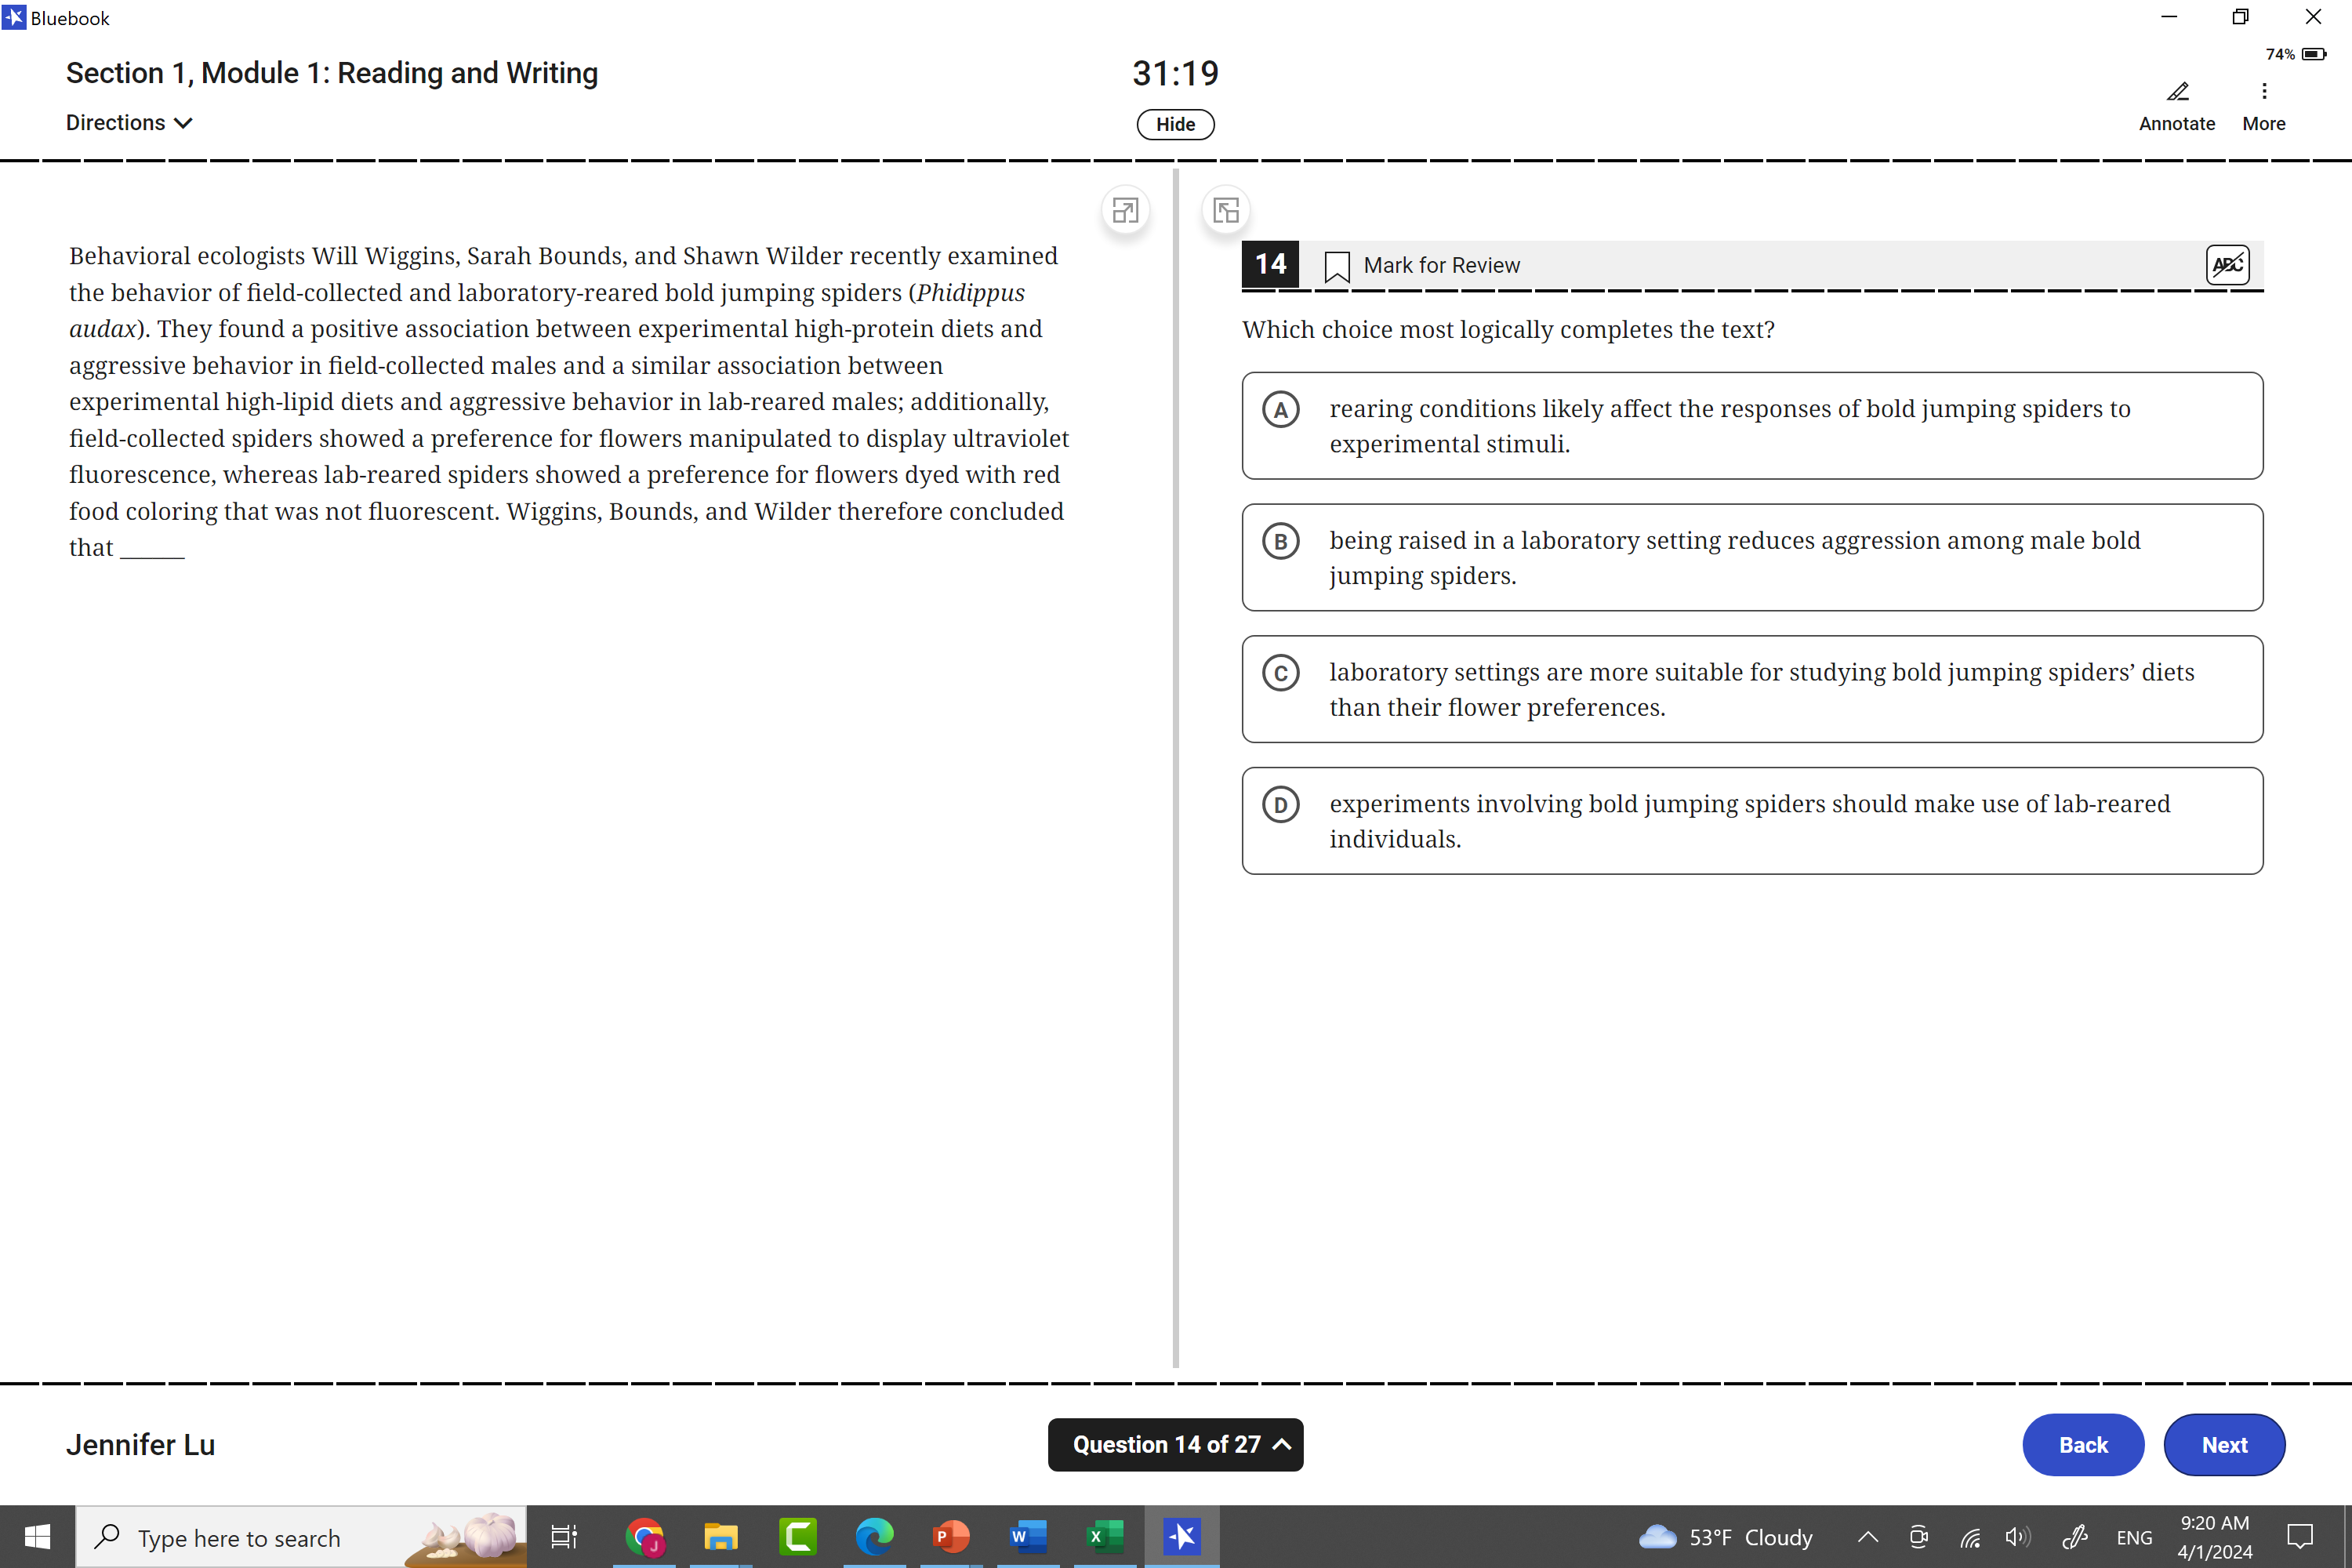 Bluebook
74%
Section 1, Module 1: Reading and Writing
31:19
Directions
Hide
Annotate
More
Behavioral ecologists Will Wiggins, Sarah Bounds, and Shawn Wilder recently examined
the behavior of field-collected and laboratory-reared bold jumping spiders (Phidippus
audax). They found a positive association between experimental high-protein diets and
aggressive behavior in field-collected males and a similar association between
experimental high-lipid diets and aggressive behavior in lab-reared males; additionally,
field-collected spiders showed a preference for flowers manipulated to display ultraviolet
fluorescence, whereas lab-reared spiders showed a preference for flowers dyed with red
food coloring that was not fluorescent. Wiggins, Bounds, and Wilder therefore concluded
that ______
14
Mark for Review
ABC
Which choice most logically completes the text?
A
rearing conditions likely affect the responses of bold jumping spiders to
experimental stimuli.
B
being raised in a laboratory setting reduces aggression among male bold
jumping spiders.
C
laboratory settings are more suitable for studying bold jumping spiders’ diets
than their flower preferences.
D
experiments involving bold jumping spiders should make use of lab-reared
individuals.
Jennifer Lu
Question 14 of 27
Back
Next
Type here to search
J
P
W
X
53°F Cloudy
ENG
9:20 AM
4/1/2024